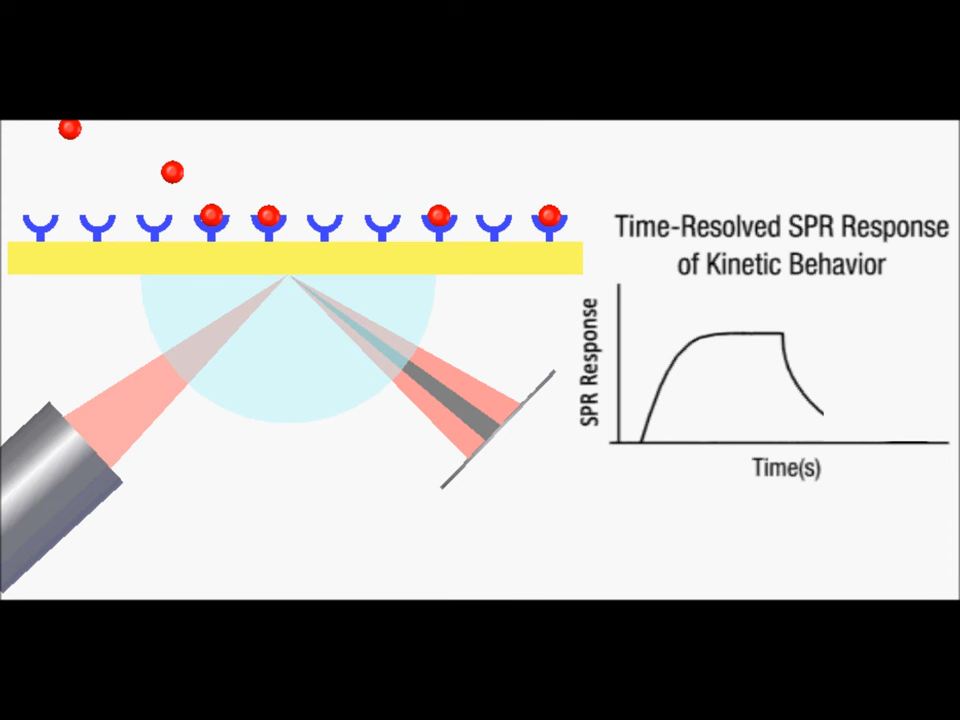 Time-Resolved SPR Response
of Kinetic Behavior
SPR Response
Time(s)